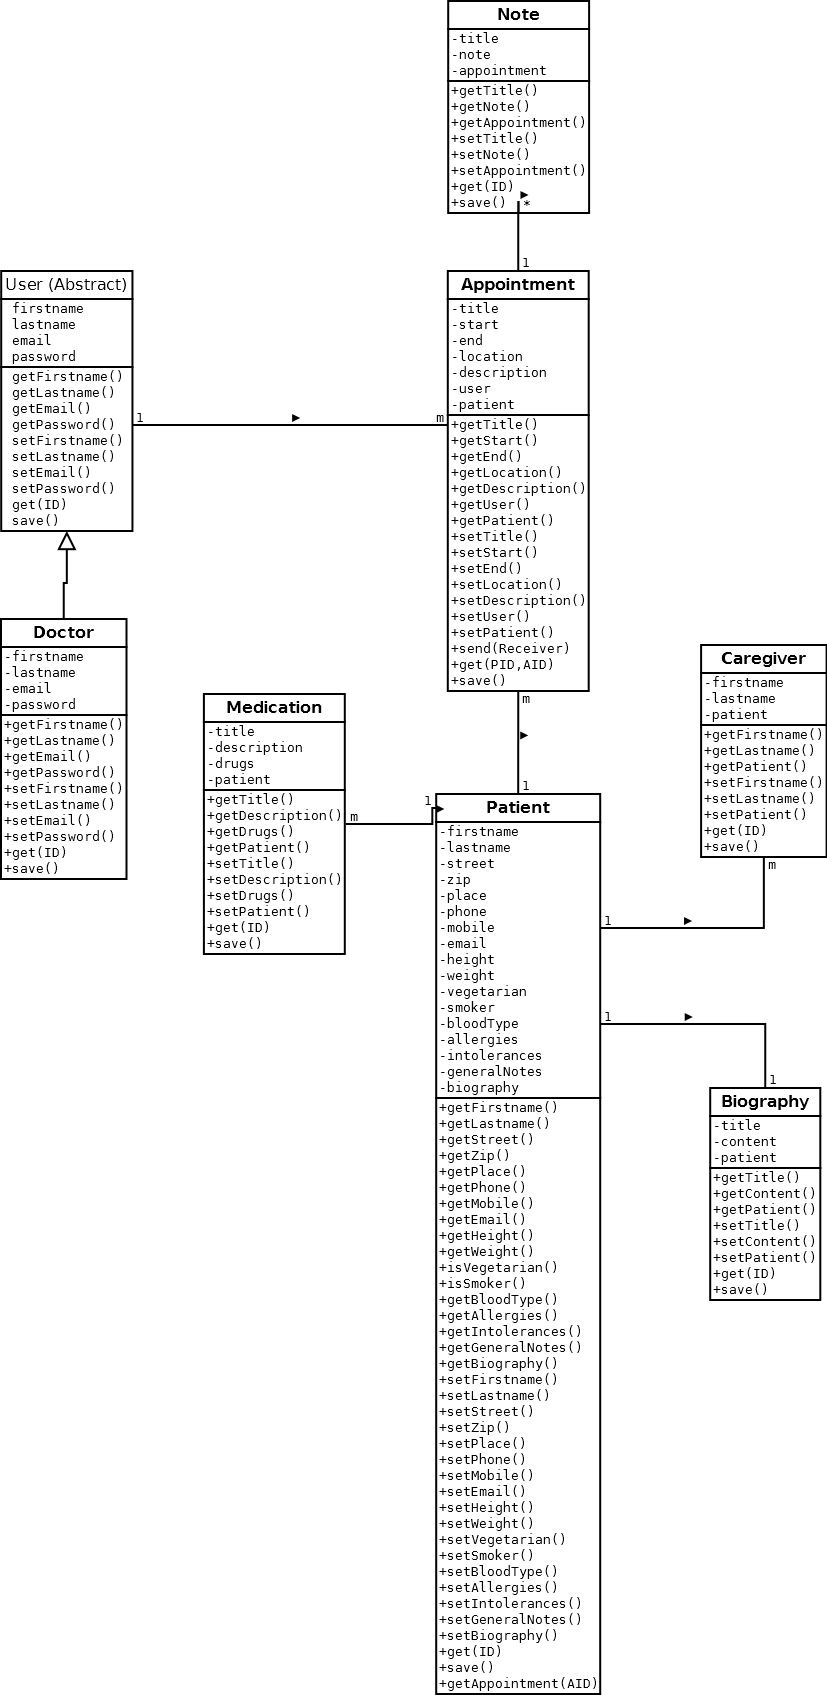 Note
-title
-note
-appointment
+getTitle()
+getNote()
+getAppointment()
+setTitle()
+setNote()
+setAppointment()
+get(ID)
+save()
*
1
User (Abstract)
firstname
lastname
email
password
getFirstname()
getLastname()
getEmail()
getPassword()
setFirstname()
setLastname()
setEmail()
setPassword()
get(ID)
save()
1
m
Appointment
-title
-start
-end
-location
-description
-user
-patient
+getTitle()
+getStart()
+getEnd()
+getLocation()
+getDescription()
+getUser()
+getPatient()
+setTitle()
+setStart()
+setEnd()
+setLocation()
+setDescription()
+setUser()
+setPatient()
+send(Receiver)
+get(PID,AID)
+save()
m
1
Doctor
-firstname
-lastname
-email
-password
+getFirstname()
+getLastname()
+getEmail()
+getPassword()
+setFirstname()
+setLastname()
+setEmail()
+setPassword()
+get(ID)
+save()
Medication
-title
-description
-drugs
-patient
+getTitle()
+getDescription()
+getDrugs()
+getPatient()
+setTitle()
+setDescription()
+setDrugs()
+setPatient()
+get(ID)
+save()
m
1
Caregiver
-firstname
-lastname
-patient
+getFirstname()
+getLastname()
+getPatient()
+setFirstname()
+setLastname()
+setPatient()
+get(ID)
+save()
m
1
Patient
-firstname
-lastname
-street
-zip
-place
-phone
-mobile
-email
-height
-weight
-vegetarian
-smoker
-bloodType
-allergies
-intolerances
-generalNotes
-biography
+getFirstname()
+getLastname()
+getStreet()
+getZip()
+getPlace()
+getPhone()
+getMobile()
+getEmail()
+getHeight()
+getWeight()
+isVegetarian()
+isSmoker()
+getBloodType()
+getAllergies()
+getIntolerances()
+getGeneralNotes()
+getBiography()
+setFirstname()
+setLastname()
+setStreet()
+setZip()
+setPlace()
+setPhone()
+setMobile()
+setEmail()
+setHeight()
+setWeight()
+setVegetarian()
+setSmoker()
+setBloodType()
+setAllergies()
+setIntolerances()
+setGeneralNotes()
+setBiography()
+get(ID)
+save()
+getAppointment(AID)
1
1
Biography
-title
-content
-patient
+getTitle()
+getContent()
+getPatient()
+setTitle()
+setContent()
+setPatient()
+get(ID)
+save()